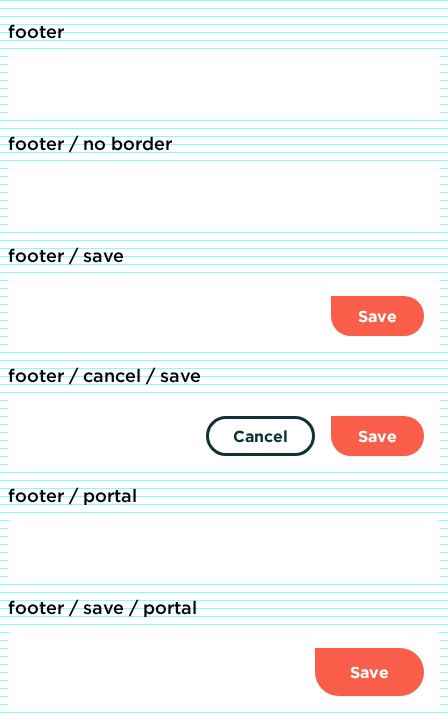 footer
footer / no border
footer / save
Save
footer / cancel / save
Cancel Save
footer / portal
footer / save / portal
Save